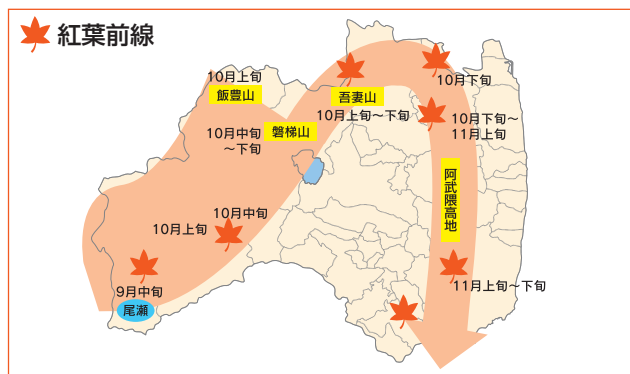 紅葉前線
10月上旬
飯豊山
吾妻山
10月上旬〜下旬
10月下旬
10月中旬
〜下旬
磐梯山
10月下旬〜
11月上旬
阿武隈高地
10月中旬
10月上旬
9月中旬
尾瀬
11月上旬〜下旬